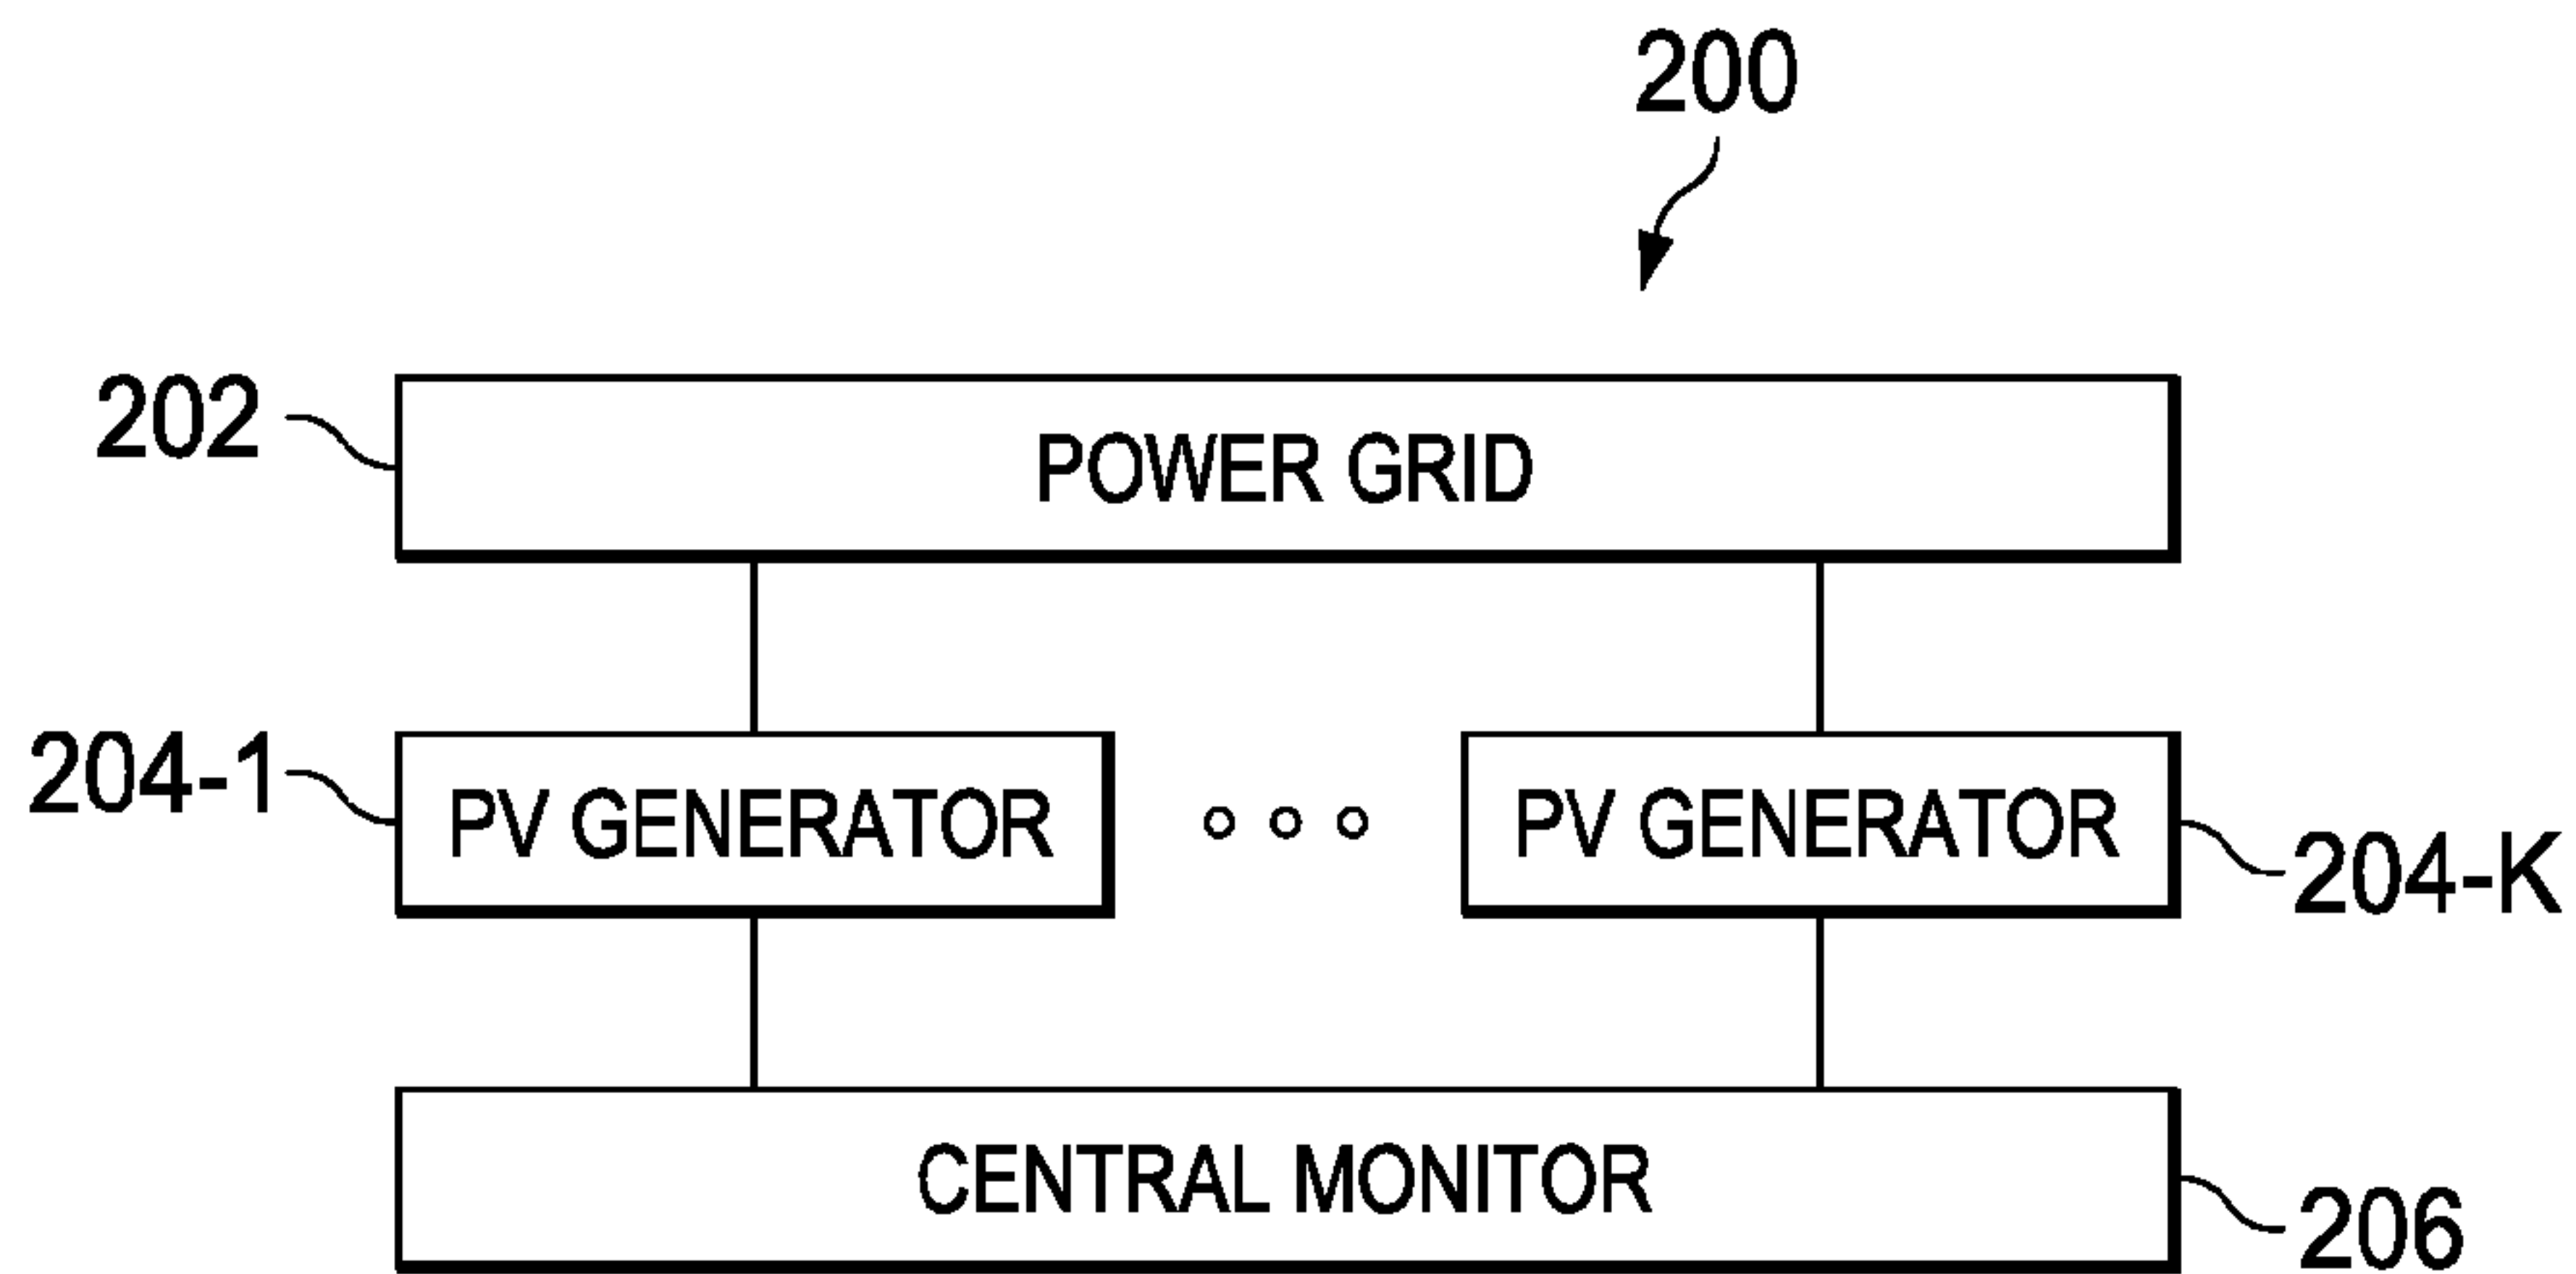 200
202
POWER GRID
204-1
PV GENERATOR
PV GENERATOR
204-K
CENTRAL MONITOR
206